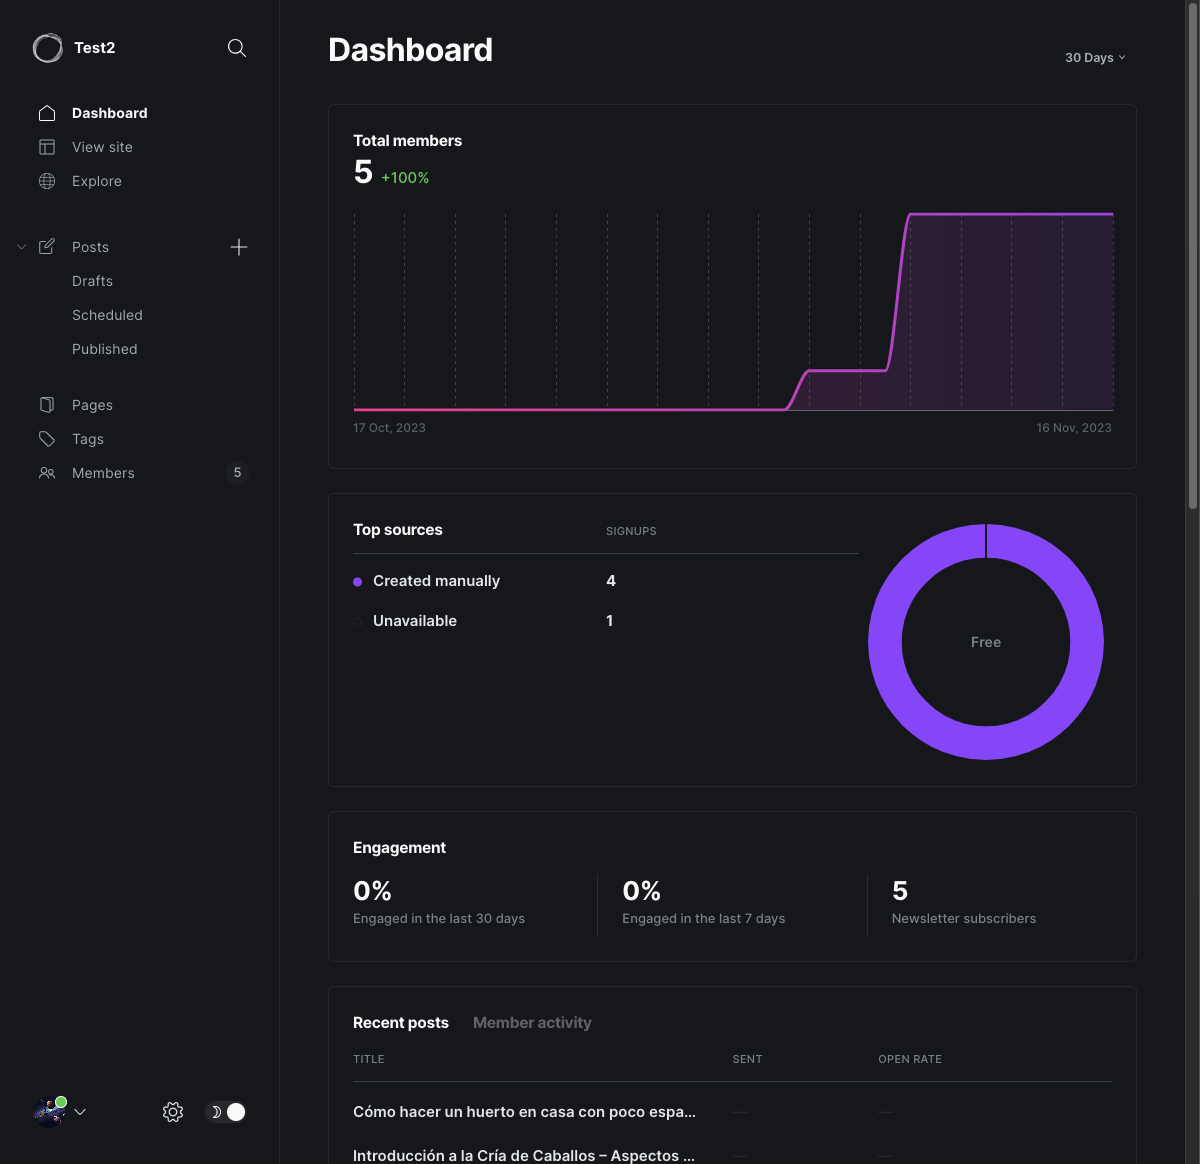 Test2
Dashboard
View site
Explore
Posts
Drafts
Scheduled
Published
Pages
Tags
Members 5
Dashboard
30 Days
Total members
5 +100%
17 Oct, 2023 16 Nov, 2023
Top sources SIGNUPS
Created manually 4
Unavailable 1
Free
Engagement
0% 0% 5
Engaged in the last 30 days Engaged in the last 7 days Newsletter subscribers
Recent posts Member activity
TITLE SENT OPEN RATE
Cómo hacer un huerto en casa con poco espa... — —
Introducción a la Cría de Caballos – Aspectos ... — —